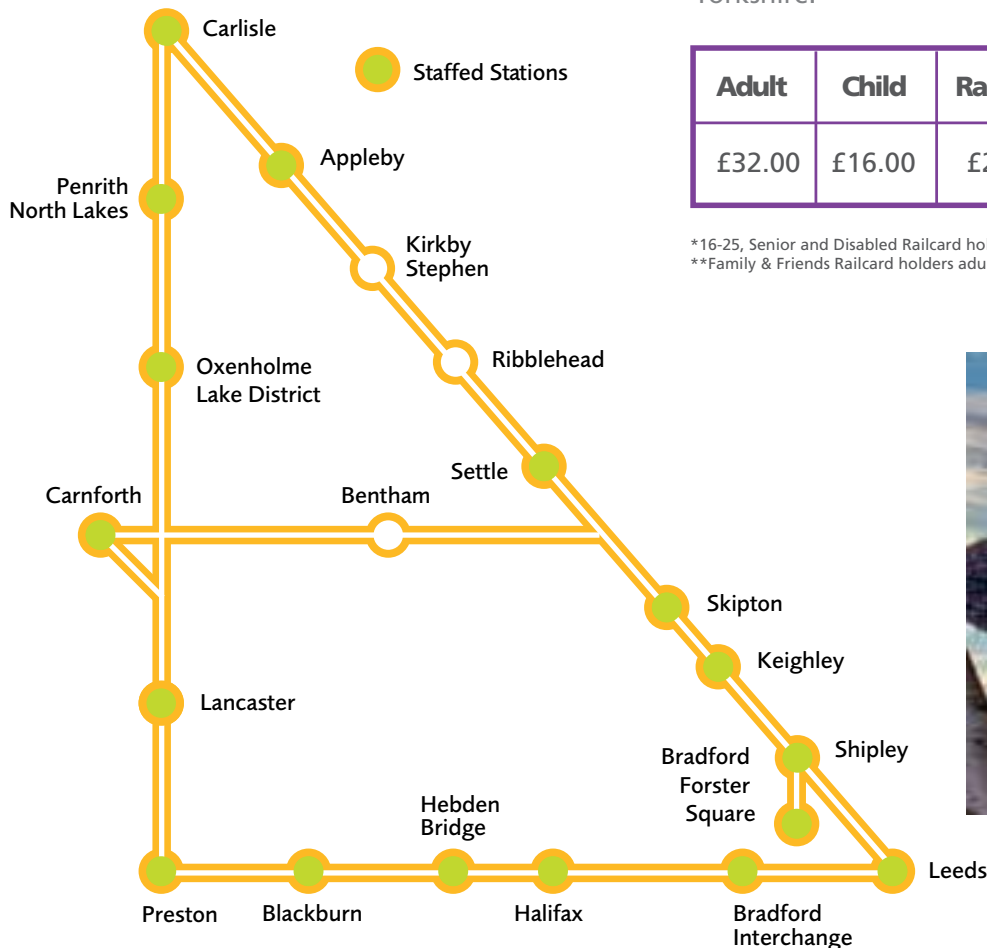 Carlisle
Staffed Stations
Adult Child
£32.00 £16.00
*16-25, Senior and Disabled Railcard
**Family & Friends Railcard holders
Appleby
Penrith
North Lakes
Kirkby
Stephen
Ribblehead
Oxenholme
Lake District
Settle
Carnforth
Bentham
Skipton
Keighley
Lancaster
Shipley
Bradford
Forster
Square
Hebden
Bridge
Leeds
Preston
Blackburn
Halifax
Bradford
Interchange